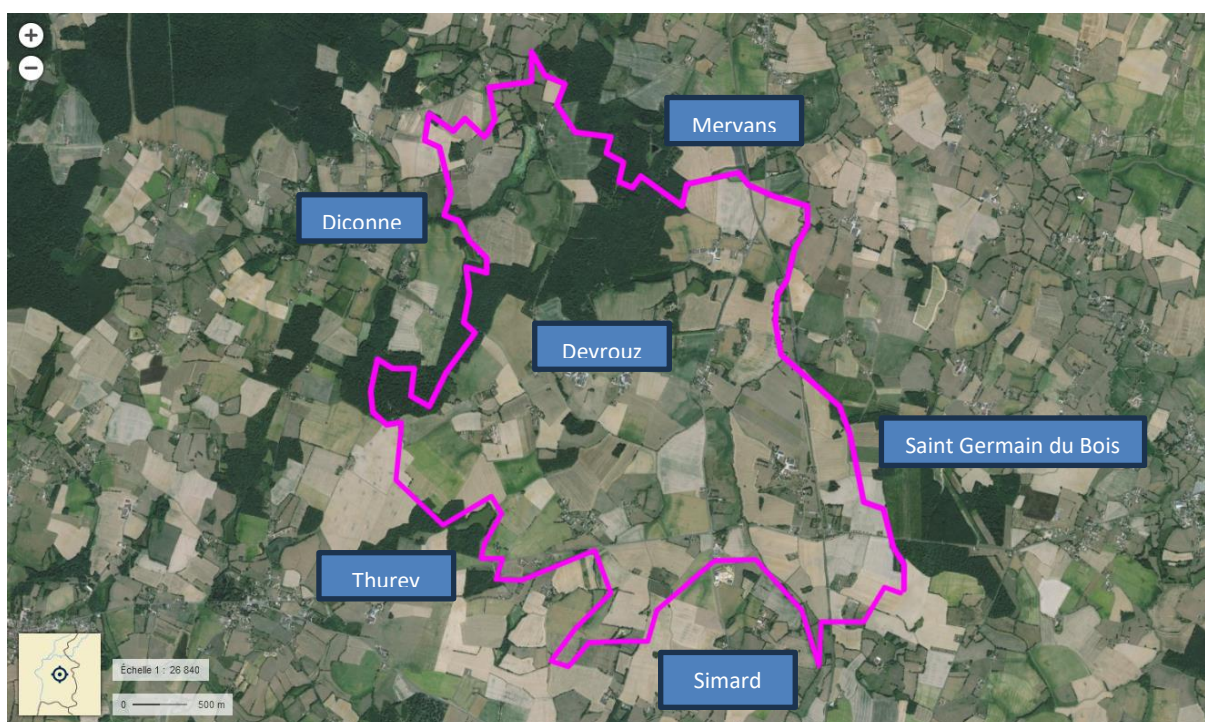 +
−
Mervans
Diconne
Devrouz
Saint Germain du Bois
Thurey
Simard
Échelle 1 : 26 840
0 500 m